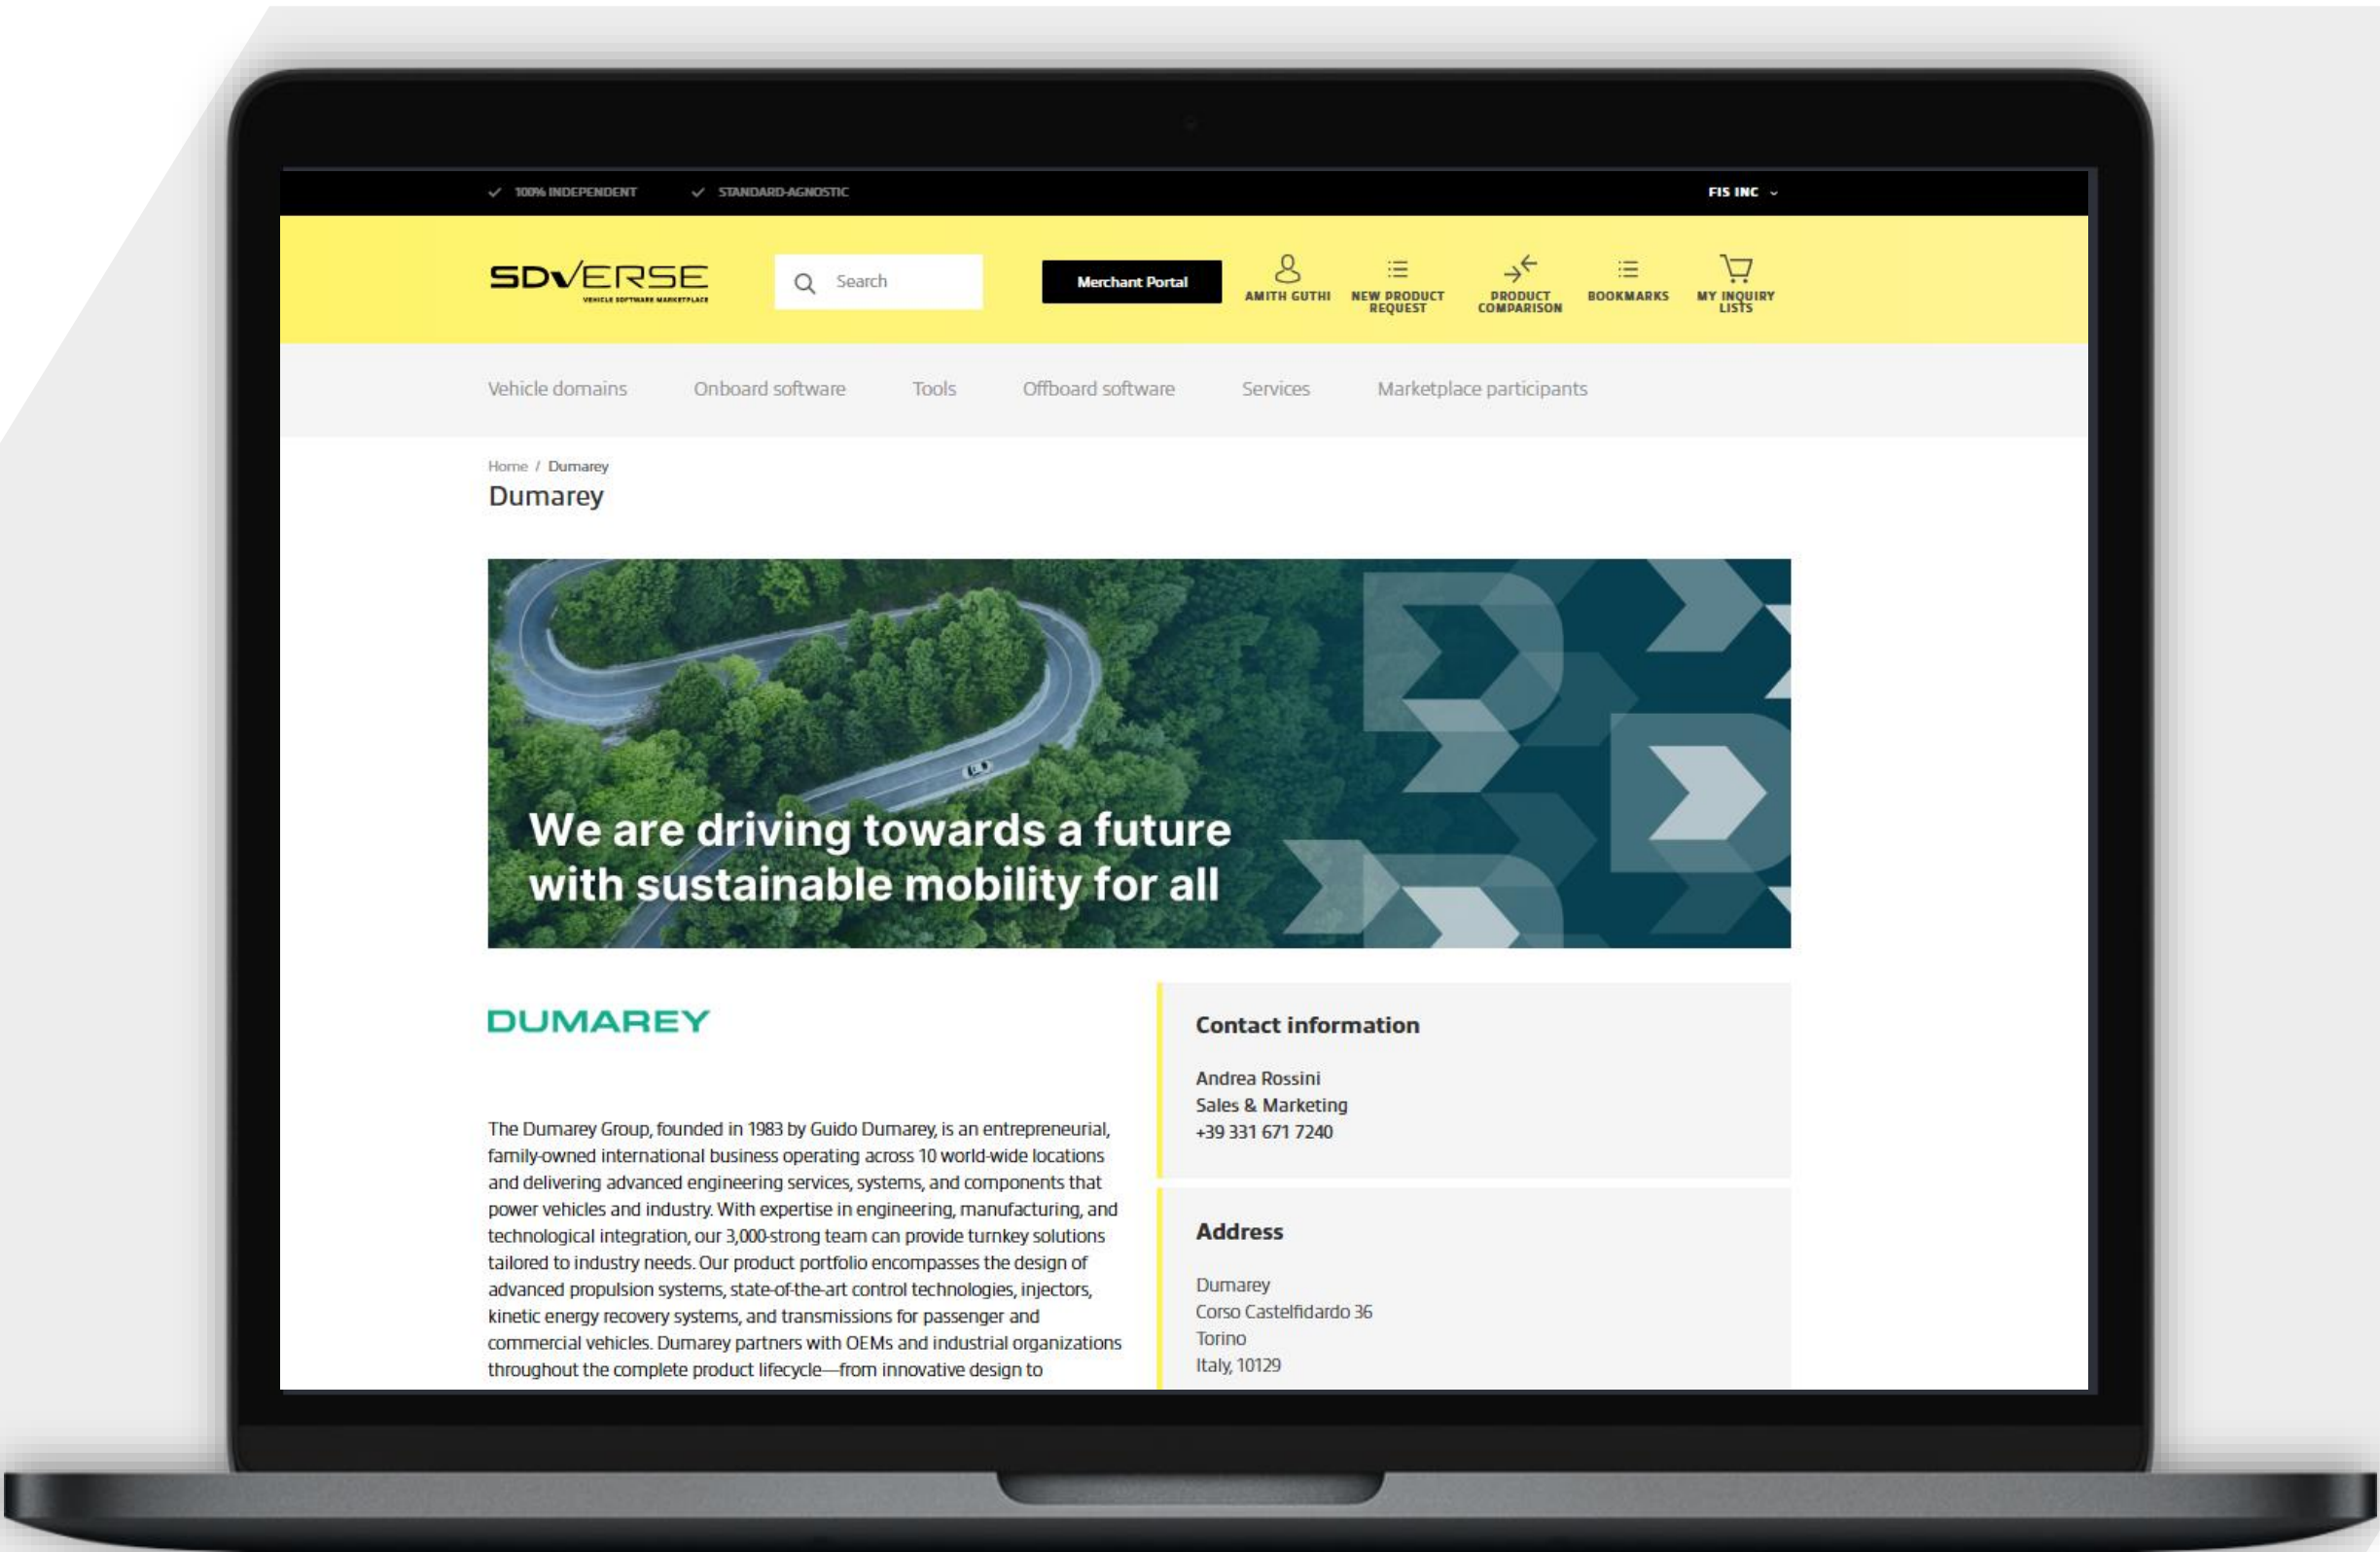 100% INDEPENDENT
STANDARD-AGNOSTIC
FIS INC
SDVERSE
VEHICLE SOFTWARE MARKETPLACE
Search
Merchant Portal
AMITH GUTHI
NEW PRODUCT
REQUEST
PRODUCT
COMPARISON
BOOKMARKS
MY INQUIRY
LISTS
Vehicle domains
Onboard software
Tools
Offboard software
Services
Marketplace participants
Home / Dumarey
Dumarey
We are driving towards a future
with sustainable mobility for all
DUMAREY
The Dumarey Group, founded in 1983 by Guido Dumarey, is an entrepreneurial,
family-owned international business operating across 10 world-wide locations
and delivering advanced engineering services, systems, and components that
power vehicles and industry. With expertise in engineering, manufacturing, and
technological integration, our 3,000-strong team can provide turnkey solutions
tailored to industry needs. Our product portfolio encompasses the design of
advanced propulsion systems, state-of-the-art control technologies, injectors,
kinetic energy recovery systems, and transmissions for passenger and
commercial vehicles. Dumarey partners with OEMs and industrial organizations
throughout the complete product lifecycle—from innovative design to
Contact information
Andrea Rossini
Sales & Marketing
+39 331 671 7240
Address
Dumarey
Corso Castelfidardo 36
Torino
Italy, 10129